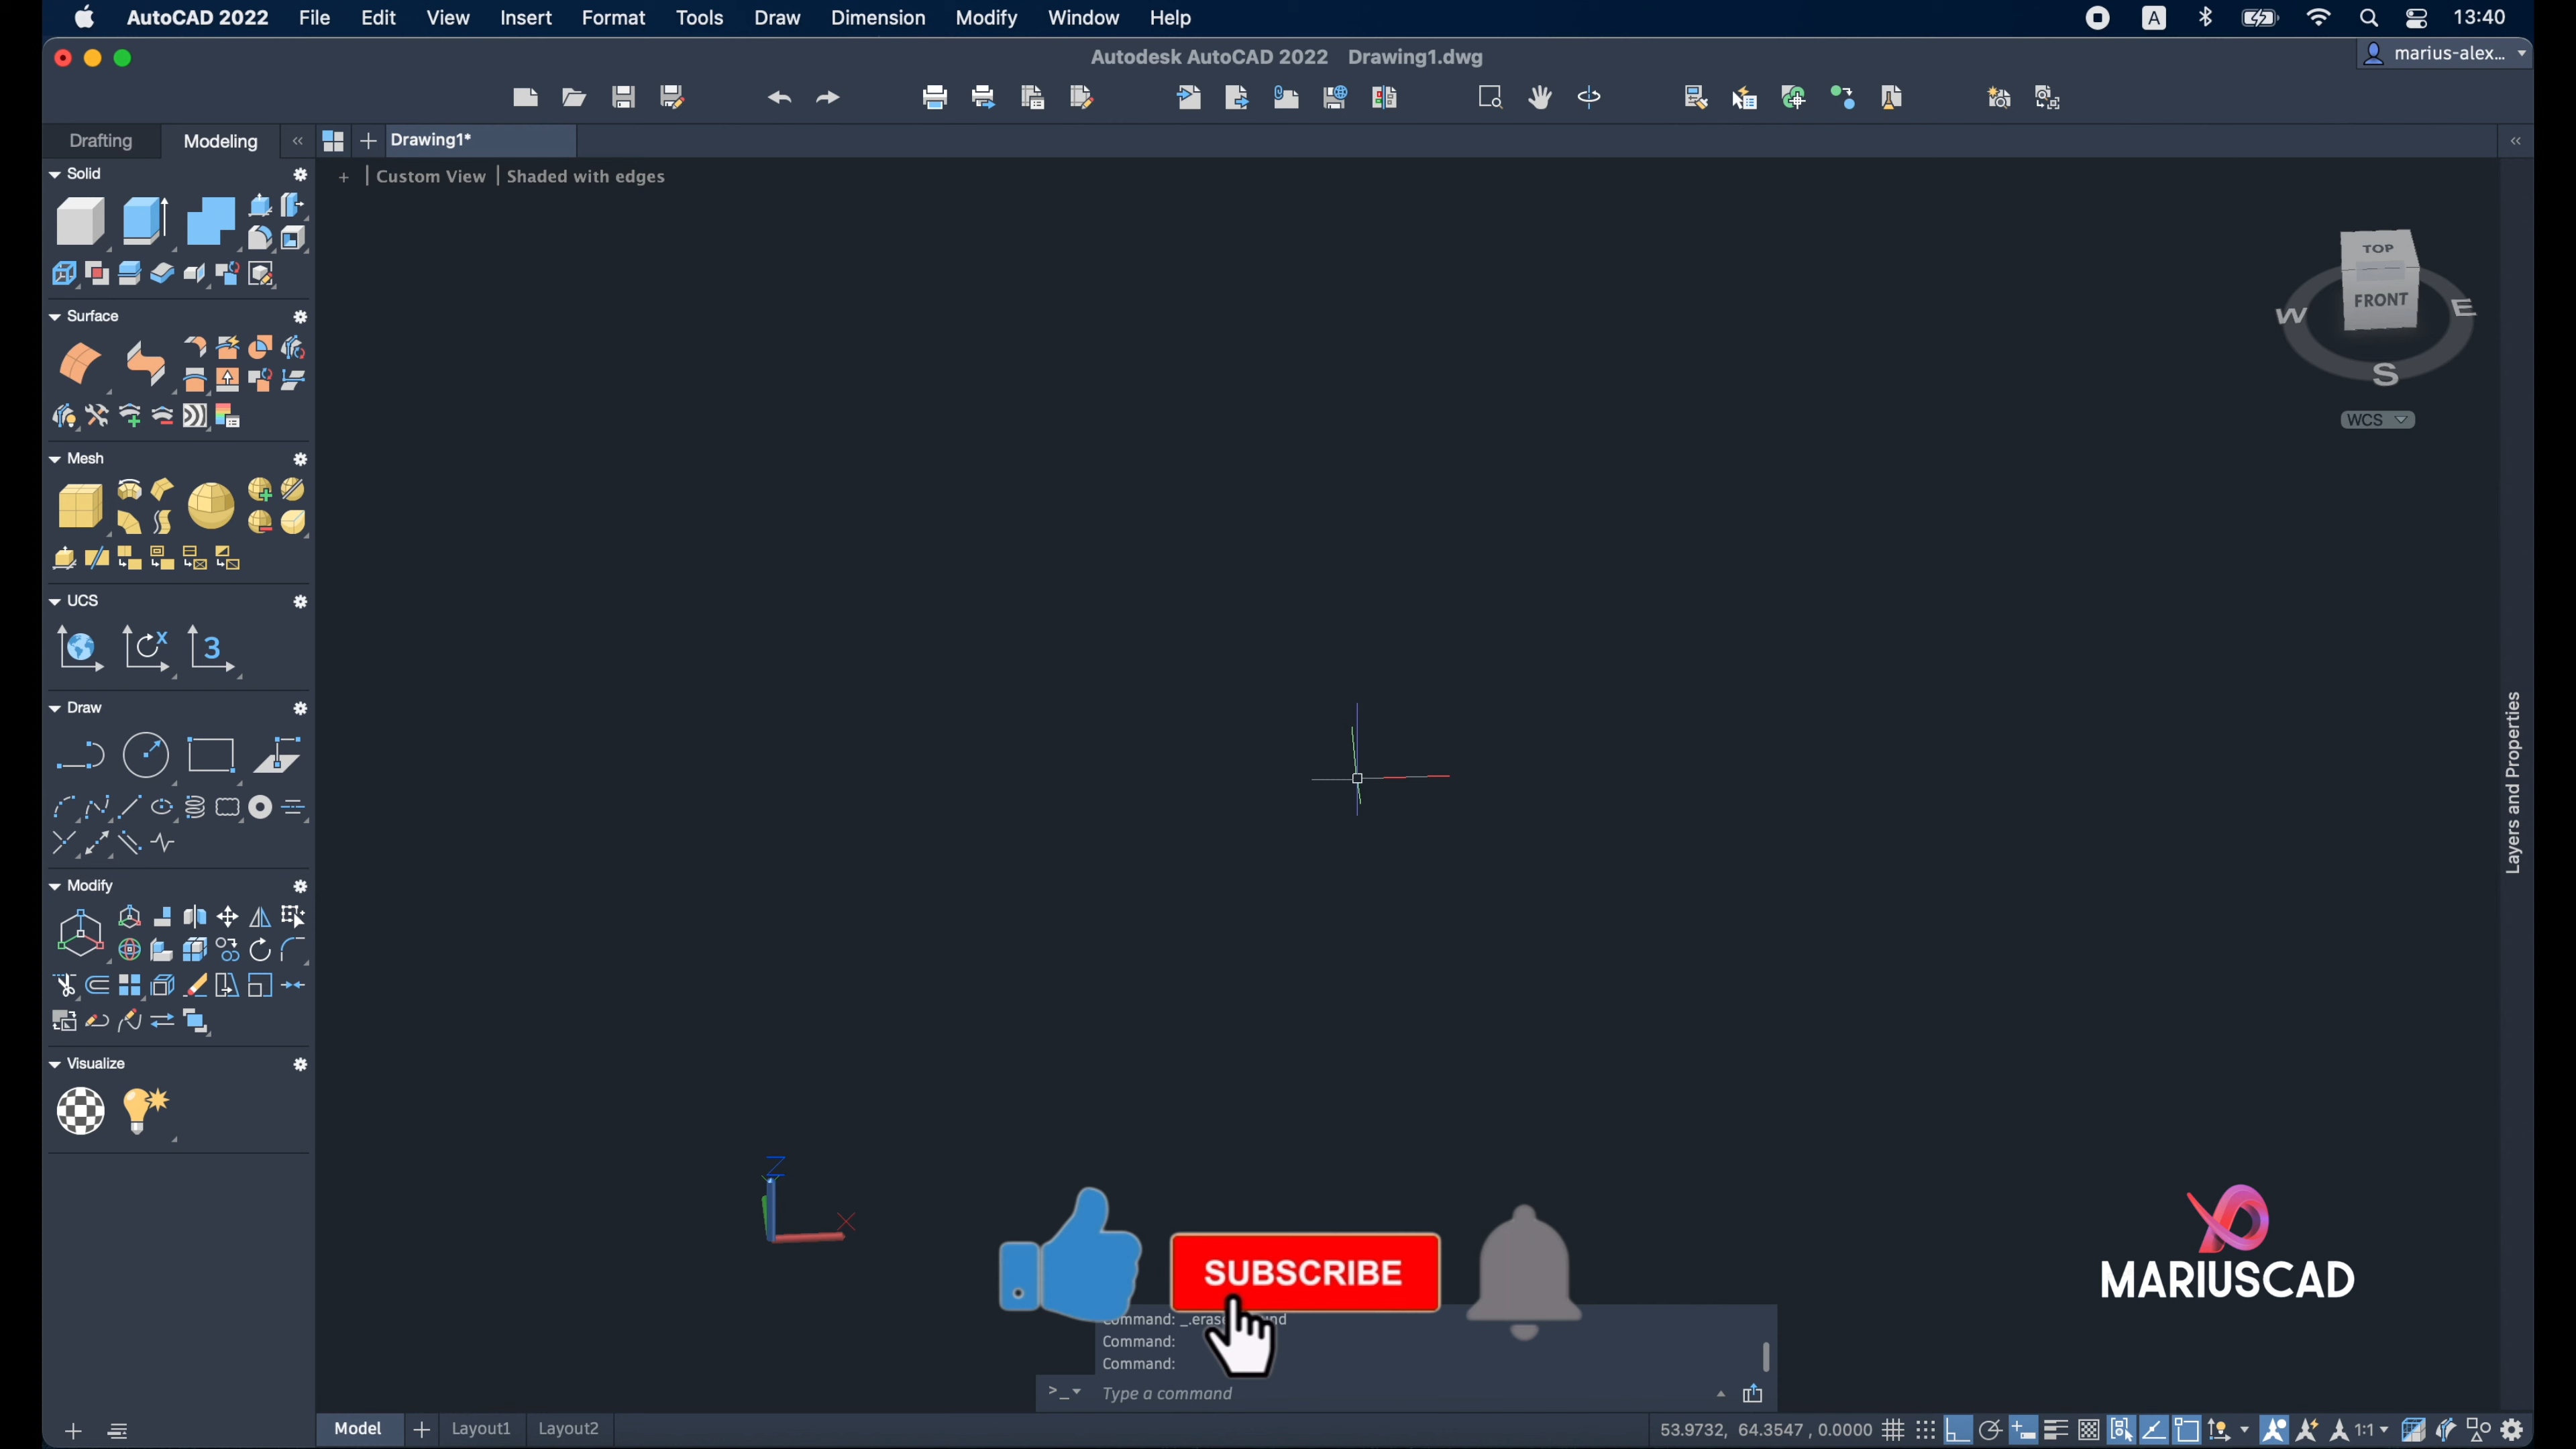 AutoCAD 2022 File Edit View Insert Format Tools Draw Dimension Modify Window Help A 13:40
Autodesk AutoCAD 2022 Drawing1.dwg marius-alex...
Drafting Modeling Drawing1*
Solid
+ | Custom View | Shaded with edges
TOP
FRONT
W E
S
WCS
Surface
Mesh
UCS
X
3
Draw
Layers and Properties
Modify
Visualize
Z
X
SUBSCRIBE
MARIUSCAD
Command:
Command:
>_ Type a command
Model + Layout1 Layout2 53.9732, 64.3547 , 0.0000 1:1